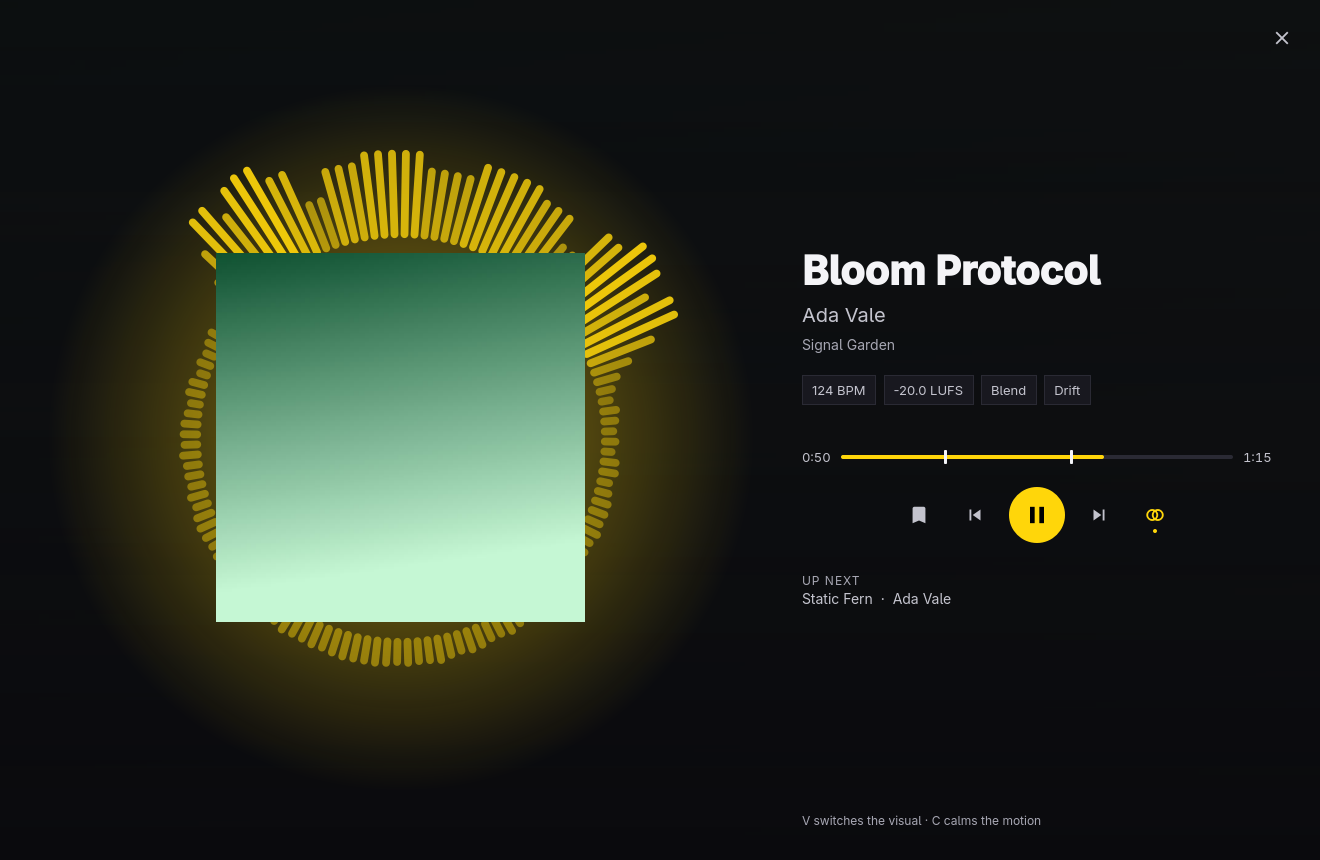 Bloom Protocol
Ada Vale
Signal Garden
124 BPM -20.0 LUFS Blend Drift
0:50 1:15
UP NEXT
Static Fern · Ada Vale
V switches the visual · C calms the motion